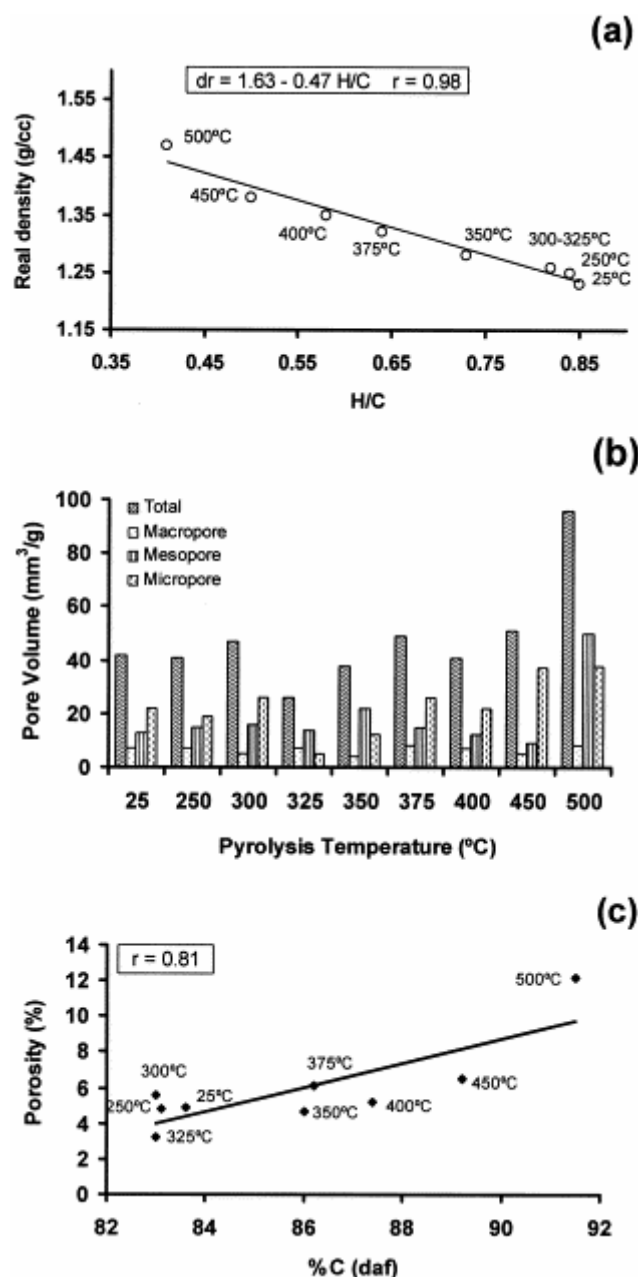 (a)
dr = 1.63 - 0.47 H/C r = 0.98
1.55
1.45
1.35
1.25
1.15
Real density (g/cc)
500ºC
450ºC
400ºC
375ºC
350ºC
300-325ºC
250ºC
25ºC
0.35 0.45 0.55 0.65 0.75 0.85
H/C
(b)
100
80
60
40
20
0
Pore Volume (mm³/g)
Total
Macropore
Mesopore
Micropore
25 250 300 325 350 375 400 450 500
Pyrolysis Temperature (ºC)
(c)
r = 0.81
14
12
10
8
6
4
2
0
Porosity (%)
500ºC
300ºC
250ºC
25ºC
325ºC
375ºC
350ºC
400ºC
450ºC
82 84 86 88 90 92
%C (daf)